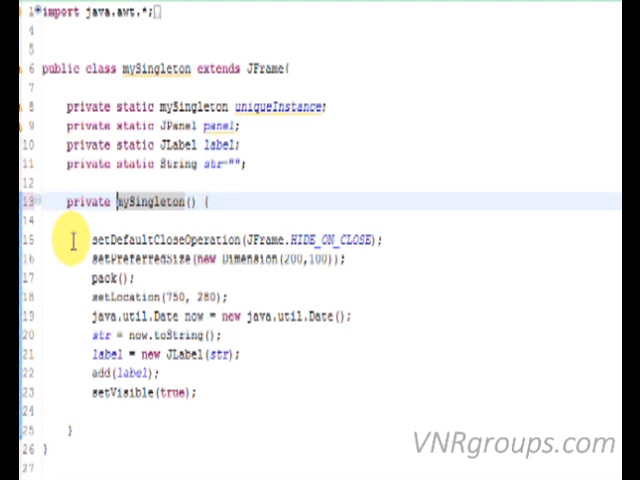 1 import java.awt.*;
4
5
6 public class mySingleton extends JFrame{
7
8 private static mySingleton uniqueInstance;
9 private static JPanel panel;
10 private static JLabel label;
11 private static String str="";
12
13 private mySingleton() {
14
15 setDefaultCloseOperation(JFrame.HIDE_ON_CLOSE);
16 setPreferredSize(new Dimension(200,100));
17 pack();
18 setLocation(750, 280);
19 java.util.Date now = new java.util.Date();
20 str = now.toString();
21 label = new JLabel(str);
22 add(label);
23 setVisible(true);
24
25 }
26 }
27
VNRgroups.com